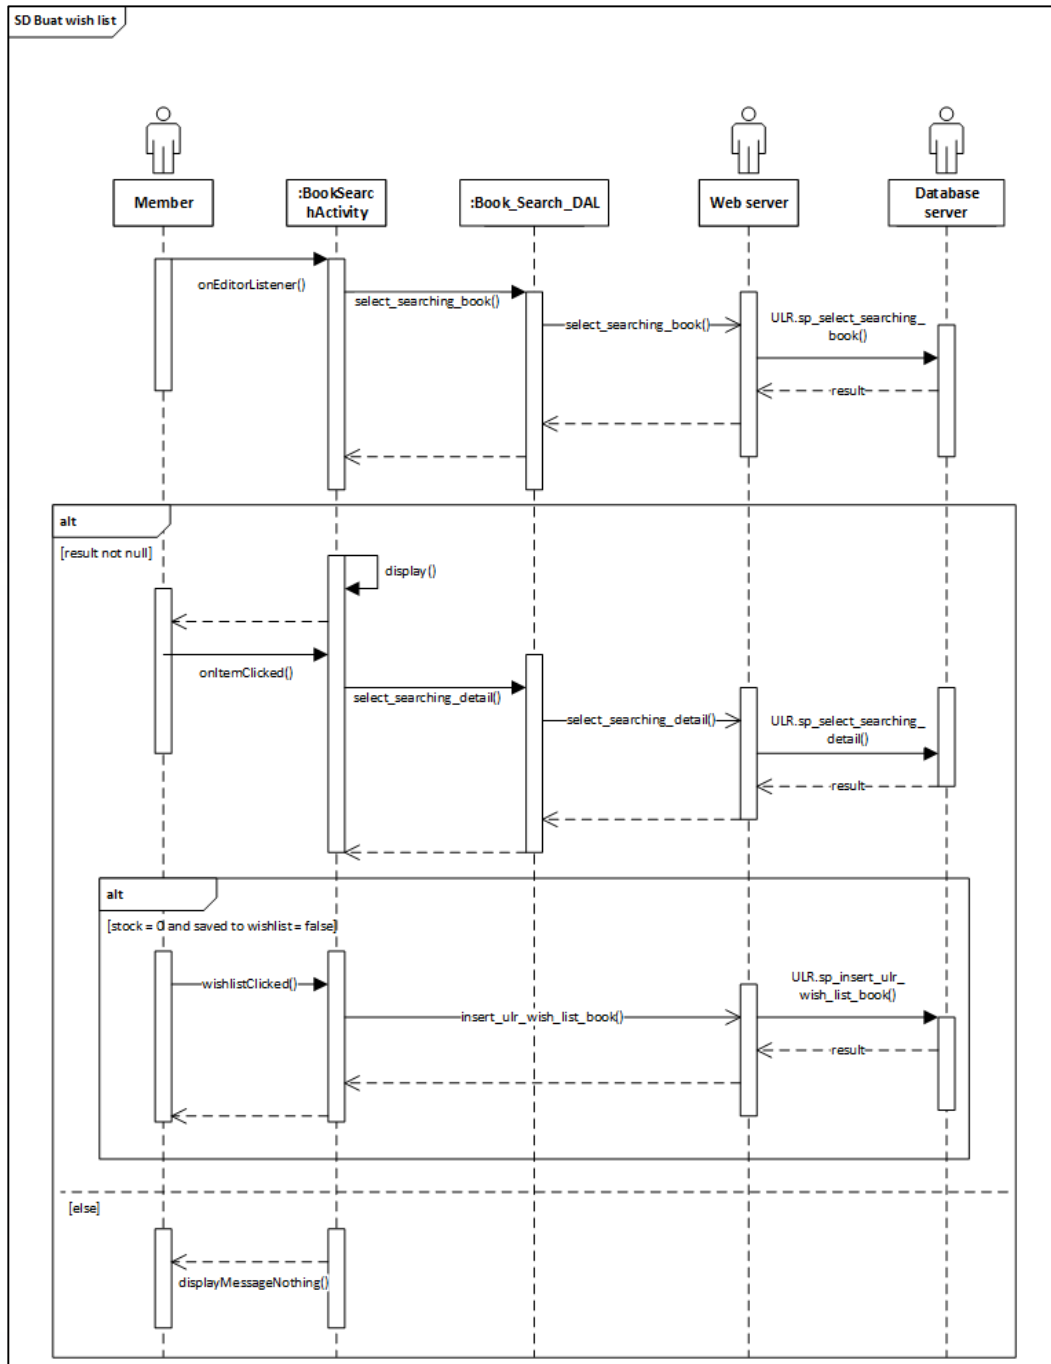 SD Buat wish list
Member
:BookSearc
hActivity
:Book_Search_DAL
Web server
Database
server
onEditorListener()
select_searching_book()
select_searching_book()
ULR.sp_select_searching_
book()
result
alt
[result not null]
display()
onItemClicked()
select_searching_detail()
select_searching_detail()
ULR.sp_select_searching_
detail()
result
alt
[stock = 0 and saved to wishlist = false]
wishlistClicked()
insert_ulr_wish_list_book()
ULR.sp_insert_ulr_
wish_list_book()
result
[else]
displayMessageNothing()